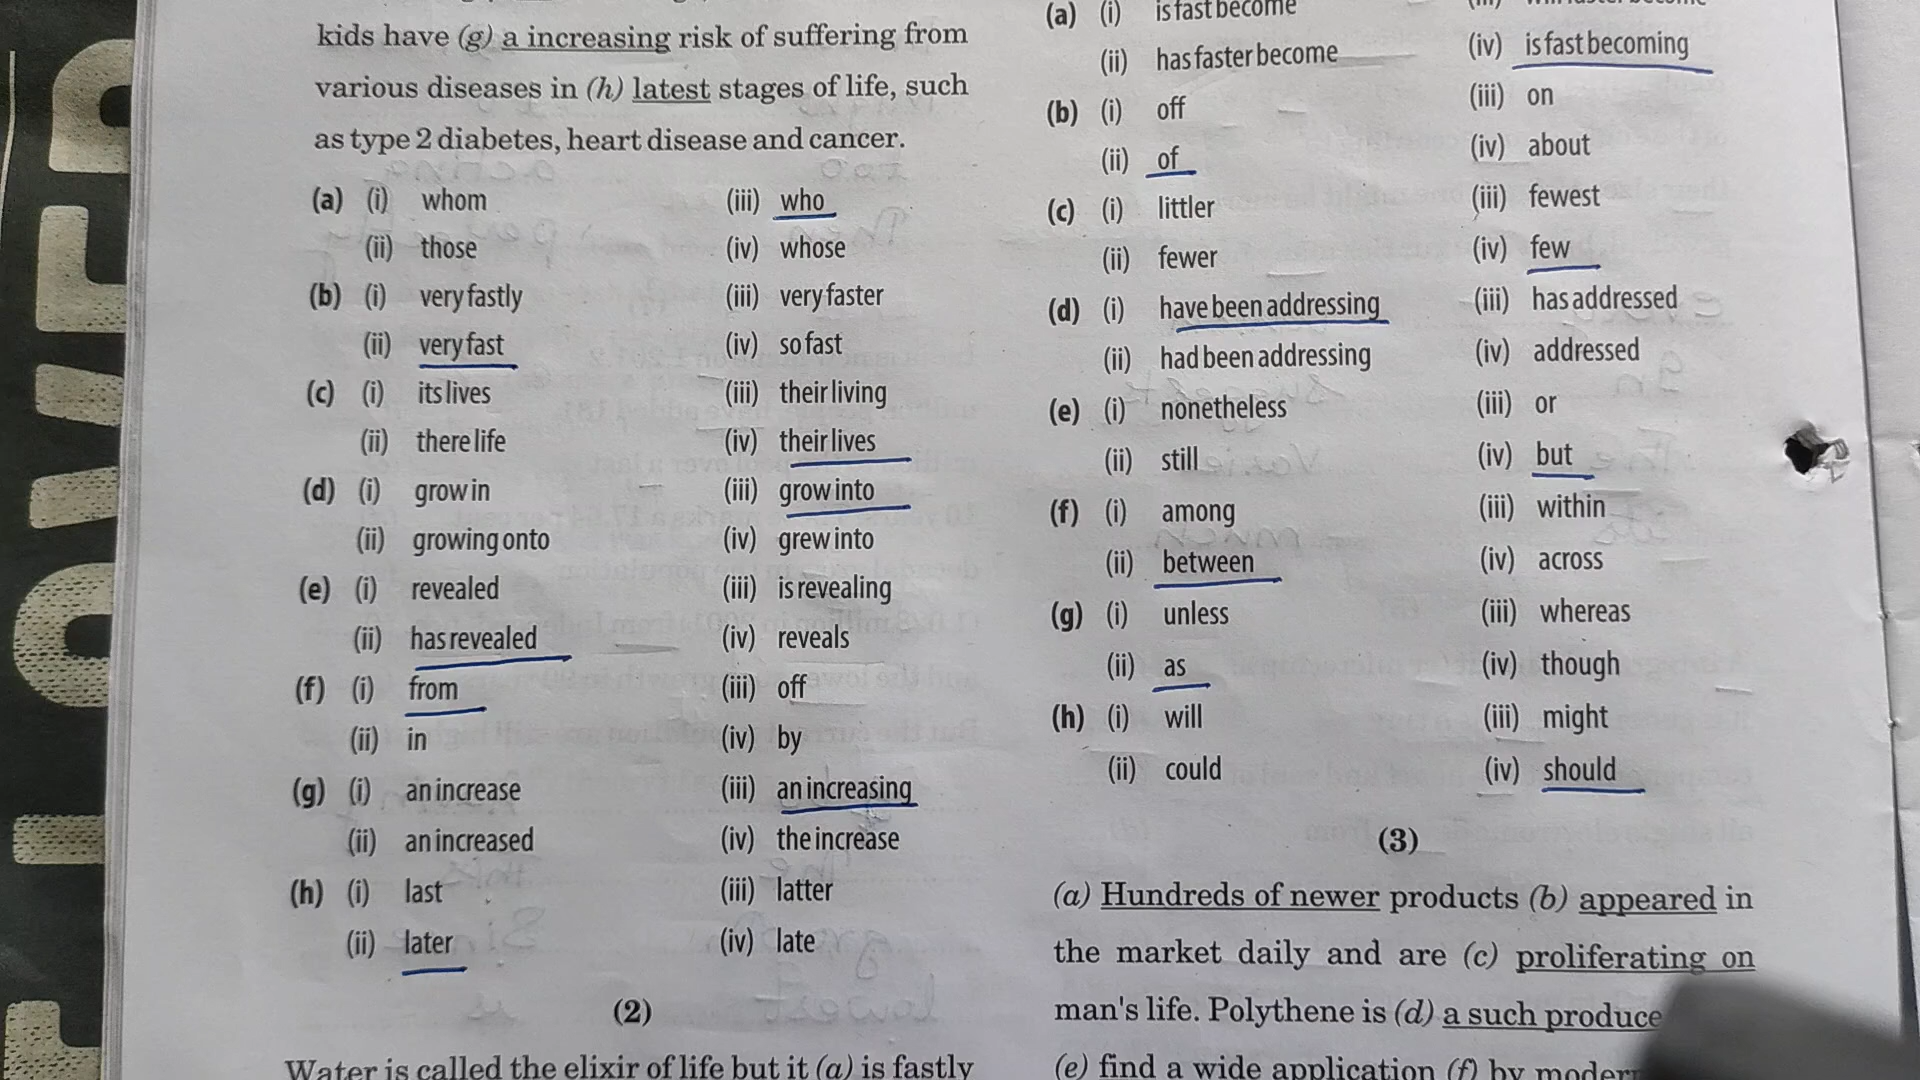 kids have (g) a increasing risk of suffering from
various diseases in (h) latest stages of life, such
as type 2 diabetes, heart disease and cancer.
(a) (i) whom (iii) who
(ii) those (iv) whose
(b) (i) very fastly (iii) very faster
(ii) very fast (iv) so fast
(c) (i) its lives (iii) their living
(ii) there life (iv) their lives
(d) (i) grow in (iii) grow into
(ii) growing onto (iv) grew into
(e) (i) revealed (iii) is revealing
(ii) has revealed (iv) reveals
(f) (i) from (iii) off
(ii) in (iv) by
(g) (i) an increase (iii) an increasing
(ii) an increased (iv) the increase
(h) (i) last (iii) latter
(ii) later (iv) late
(2)
Water is called the elixir of life but it (a) is fastly
(a) (i) is fast become
(ii) has faster become (iv) is fast becoming
(b) (i) off (iii) on
(ii) of (iv) about
(c) (i) littler (iii) fewest
(ii) fewer (iv) few
(d) (i) have been addressing (iii) has addressed
(ii) had been addressing (iv) addressed
(e) (i) nonetheless (iii) or
(ii) still (iv) but
(f) (i) among (iii) within
(ii) between (iv) across
(g) (i) unless (iii) whereas
(ii) as (iv) though
(h) (i) will (iii) might
(ii) could (iv) should
(3)
(a) Hundreds of newer products (b) appeared in
the market daily and are (c) proliferating on
man's life. Polythene is (d) a such produce
(e) find a wide application (f) by